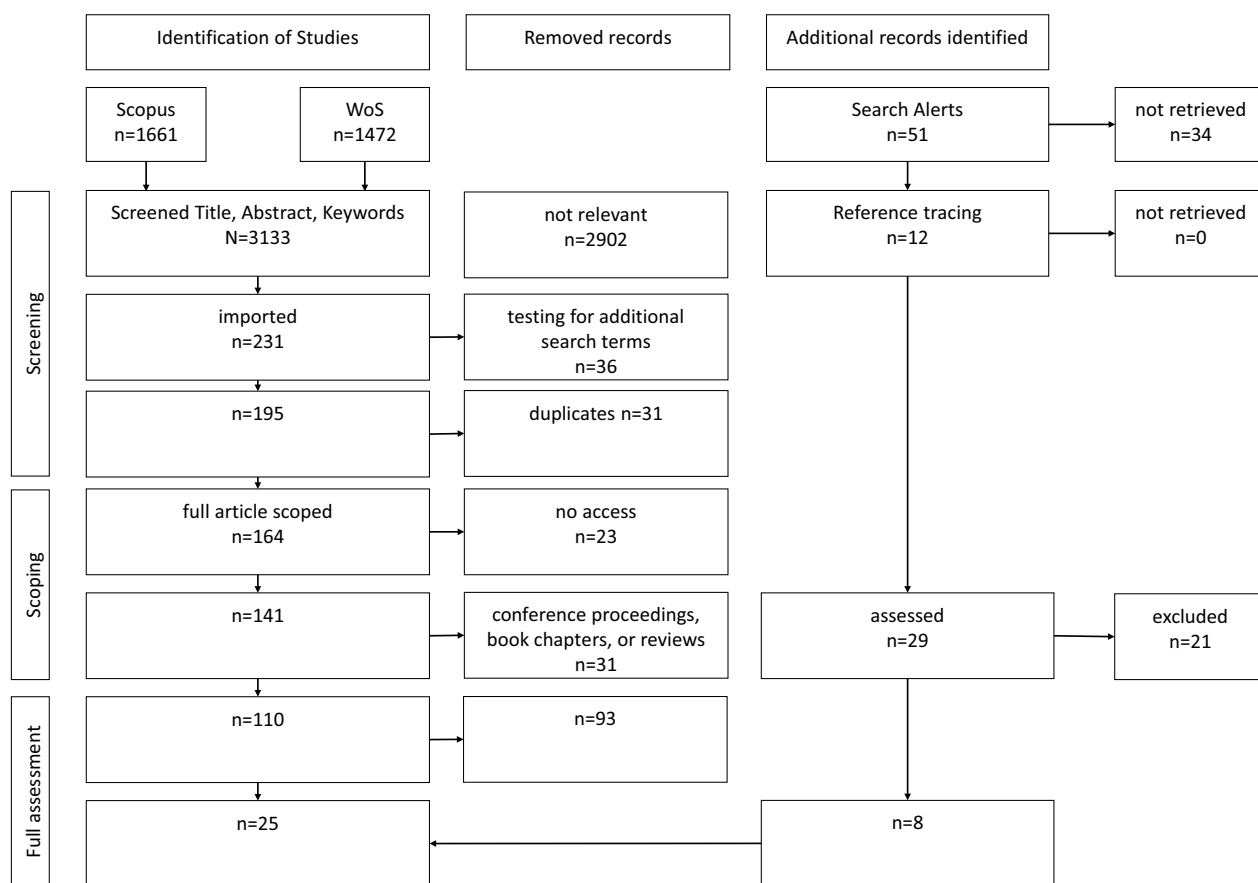 Identification of Studies
Removed records
Additional records identified
Scopus
n=1661
WoS
n=1472
Search Alerts
n=51
not retrieved
n=34
Screening
Screened Title, Abstract, Keywords
N=3133
not relevant
n=2902
Reference tracing
n=12
not retrieved
n=0
imported
n=231
testing for additional
search terms
n=36
n=195
duplicates n=31
Scoping
full article scoped
n=164
no access
n=23
n=141
conference proceedings,
book chapters, or reviews
n=31
assessed
n=29
excluded
n=21
Full assessment
n=110
n=93
n=25
n=8